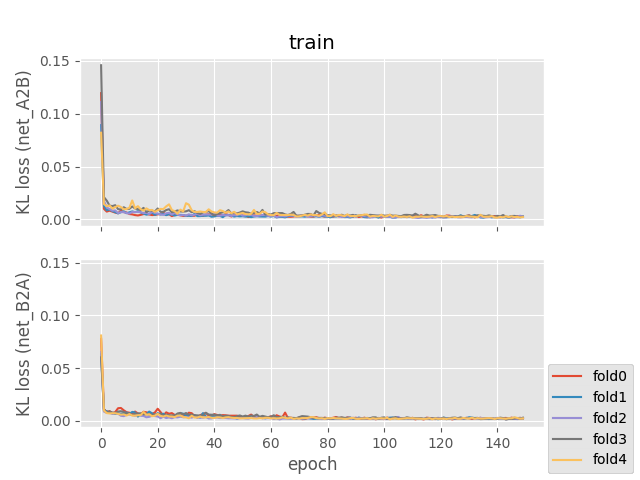 train
KL loss (net_A2B)
0.15
0.10
0.05
0.00
KL loss (net_B2A)
0.15
0.10
0.05
0.00
0 20 40 60 80 100 120 140
epoch
fold0
fold1
fold2
fold3
fold4